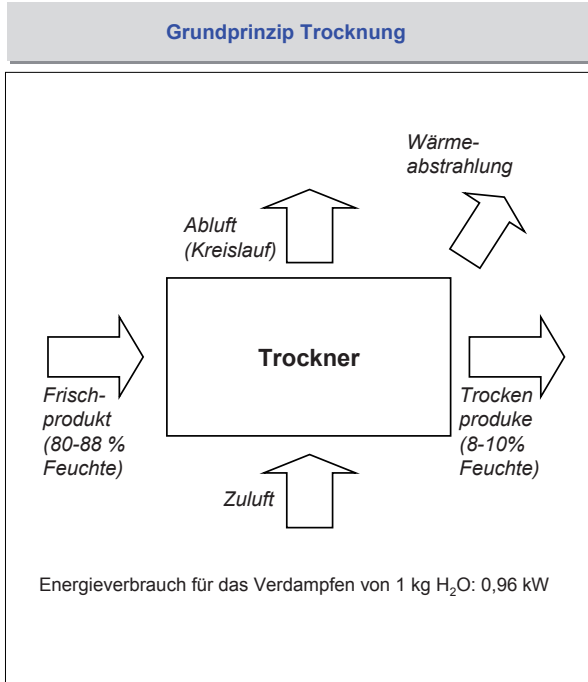 Grundprinzip Trocknung
Wärme-
abstrahlung
Abluft
(Kreislauf)
Trockner
Frisch-
produkt
(80-88 %
Feuchte)
Trocken
produke
(8-10%
Feuchte)
Zuluft
Energieverbrauch für das Verdampfen von 1 kg H₂O: 0,96 kW